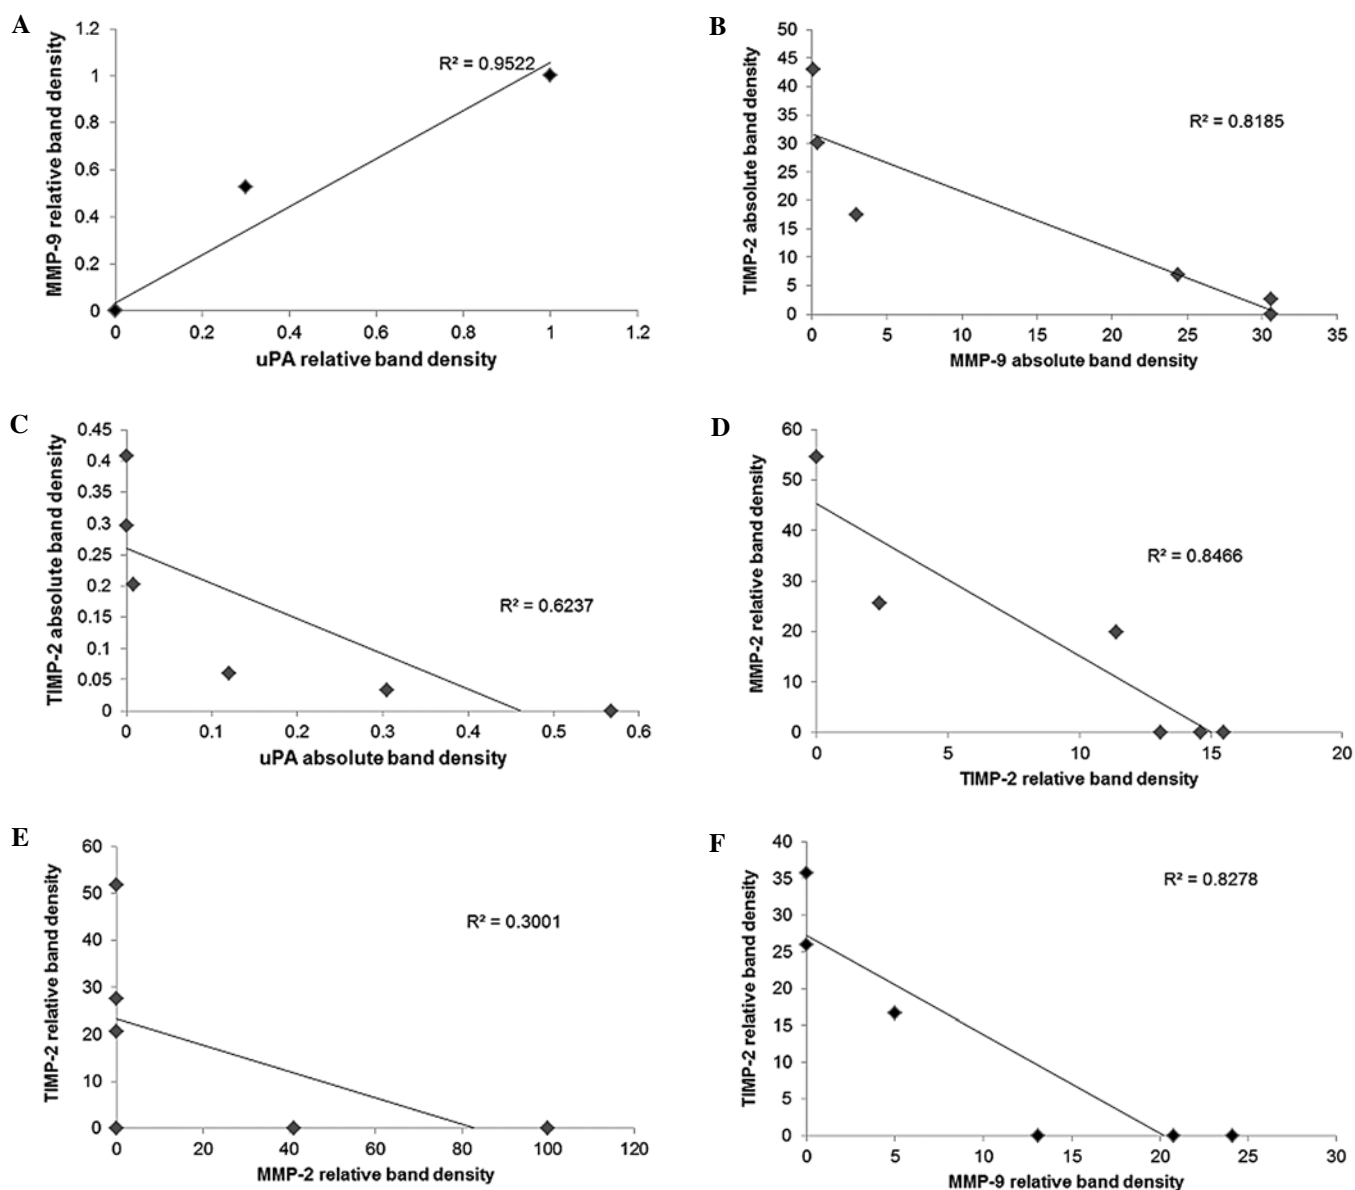 A
MMP-9 relative band density
1.2
1
0.8
0.6
0.4
0.2
0
R² = 0.9522
0 0.2 0.4 0.6 0.8 1 1.2
uPA relative band density
B
TIMP-2 absolute band density
50
45
40
35
30
25
20
15
10
5
0
R² = 0.8185
0 5 10 15 20 25 30 35
MMP-9 absolute band density
C
TIMP-2 absolute band density
0.45
0.4
0.35
0.3
0.25
0.2
0.15
0.1
0.05
0
R² = 0.6237
0 0.1 0.2 0.3 0.4 0.5 0.6
uPA absolute band density
D
MMP-2 relative band density
60
50
40
30
20
10
0
R² = 0.8466
0 5 10 15 20
TIMP-2 relative band density
E
TIMP-2 relative band density
60
50
40
30
20
10
0
R² = 0.3001
0 20 40 60 80 100 120
MMP-2 relative band density
F
TIMP-2 relative band density
40
35
30
25
20
15
10
5
0
R² = 0.8278
0 5 10 15 20 25 30
MMP-9 relative band density